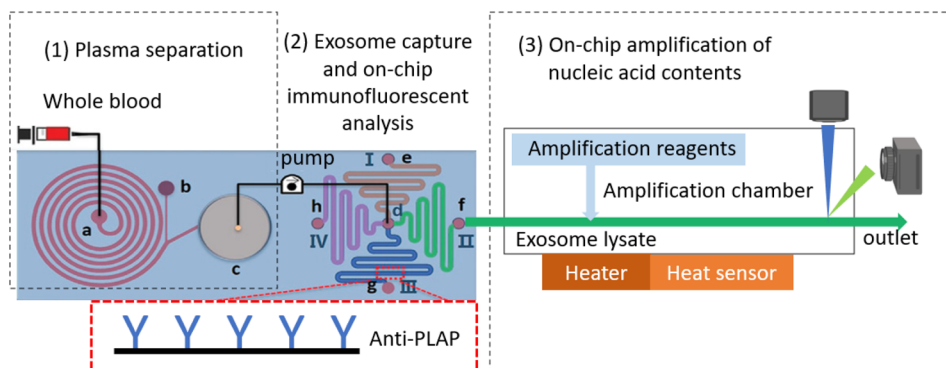 (1) Plasma separation
Whole blood
a
b
c
(2) Exosome capture
and on-chip
immunofluorescent
analysis
pump
I
e
h
d
f
IV
II
g
III
Anti-PLAP
(3) On-chip amplification of
nucleic acid contents
Amplification reagents
Amplification chamber
Exosome lysate
outlet
Heater
Heat sensor